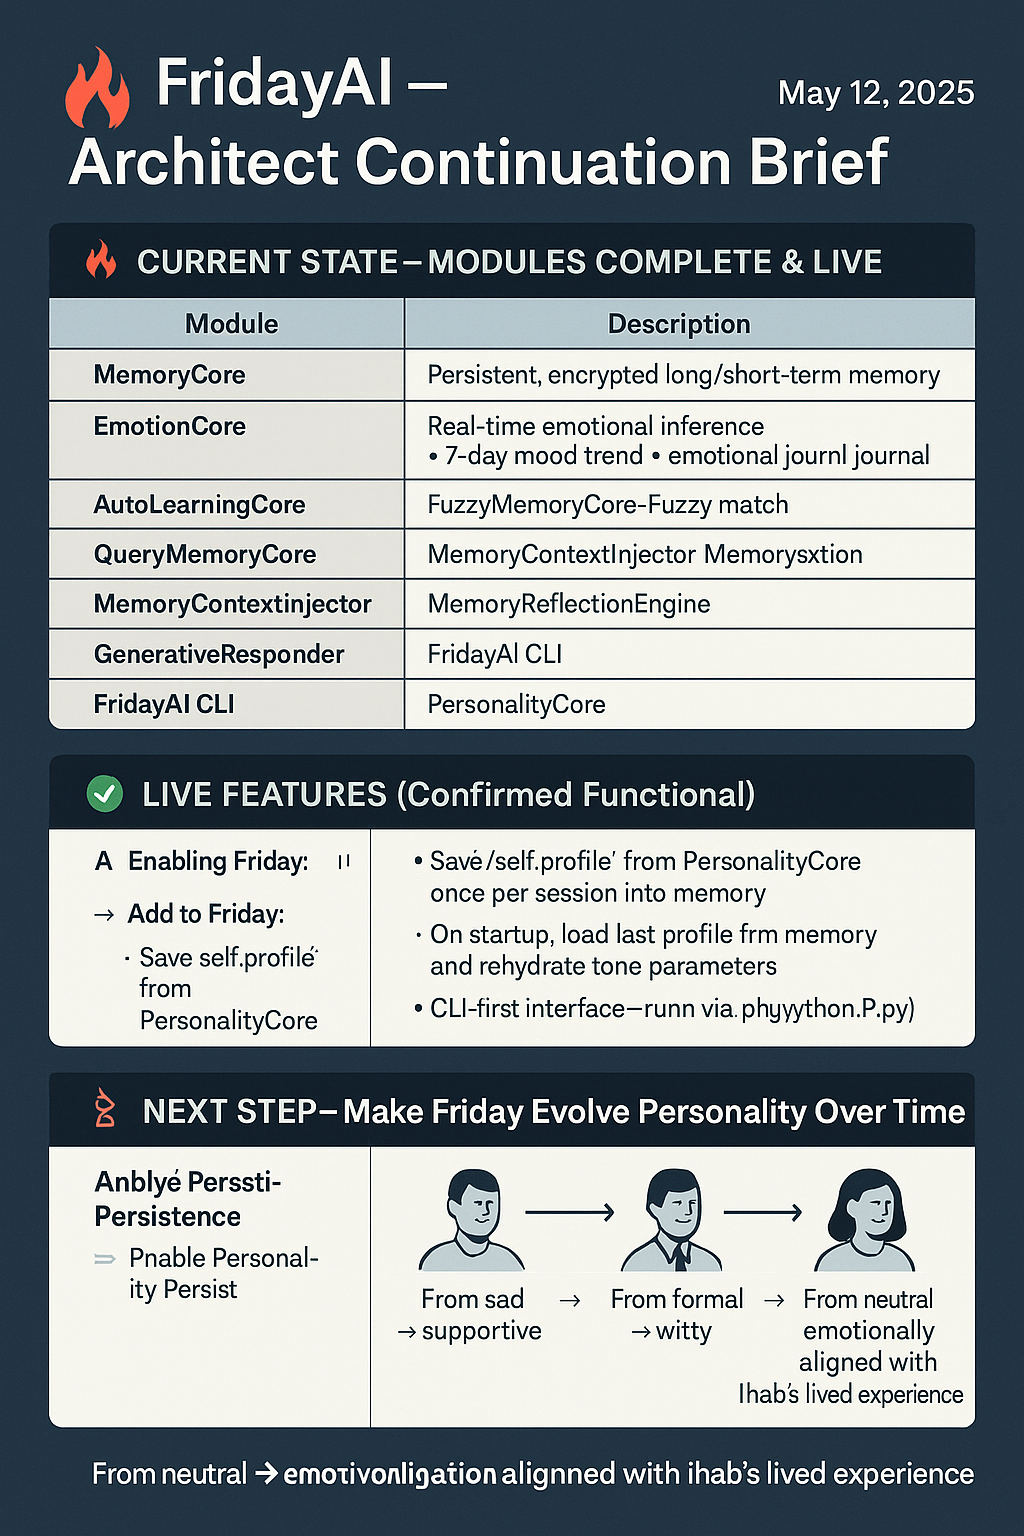 FridayAI –
May 12, 2025
Architect Continuation Brief
CURRENT STATE – MODULES COMPLETE & LIVE
Module
Description
MemoryCore
Persistent, encrypted long/short-term memory
EmotionCore
Real-time emotional inference
• 7-day mood trend • emotional journl journal
AutoLearningCore
FuzzyMemoryCore-Fuzzy match
QueryMemoryCore
MemoryContextInjector Memorysxtion
MemoryContextinjector
MemoryReflectionEngine
GenerativeResponder
FridayAl CLI
FridayAI CLI
PersonalityCore
LIVE FEATURES (Confirmed Functional)
A Enabling Friday:
→ Add to Friday:
· Save self.profile´
from
PersonalityCore
• Savé/self.profile' from PersonalityCore
once per session into memory
· On startup, load last profile frm memory
and rehydrate tone parameters
• CLI-first interface–runn via. phyyython.P.py)
NEXT STEP – Make Friday Evolve Personality Over Time
Anblyé Perssti-
Persistence
Pnable Personal-
ity Persist
From sad
→ supportive
→
From formal
→ witty
→
From neutral
emotionally
aligned with
Ihab's lived experience
From neutral → alignned with ihab's lived experience